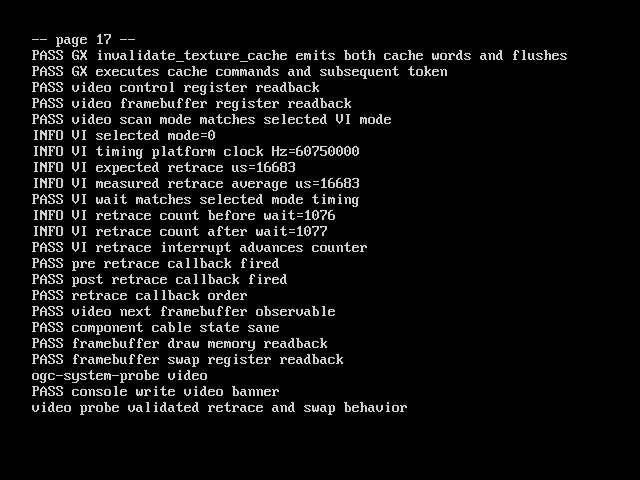 -- page 17 --
PASS GX invalidate_texture_cache emits both cache words and flushes
PASS GX executes cache commands and subsequent token
PASS video control register readback
PASS video framebuffer register readback
PASS video scan mode matches selected VI mode
INFO VI selected mode=0
INFO VI timing platform clock Hz=60750000
INFO VI expected retrace us=16683
INFO VI measured retrace average us=16683
PASS VI wait matches selected mode timing
INFO VI retrace count before wait=1076
INFO VI retrace count after wait=1077
PASS VI retrace interrupt advances counter
PASS pre retrace callback fired
PASS post retrace callback fired
PASS retrace callback order
PASS video next framebuffer observable
PASS component cable state sane
PASS framebuffer draw memory readback
PASS framebuffer swap register readback
ogc-system-probe video
PASS console write video banner
video probe validated retrace and swap behavior